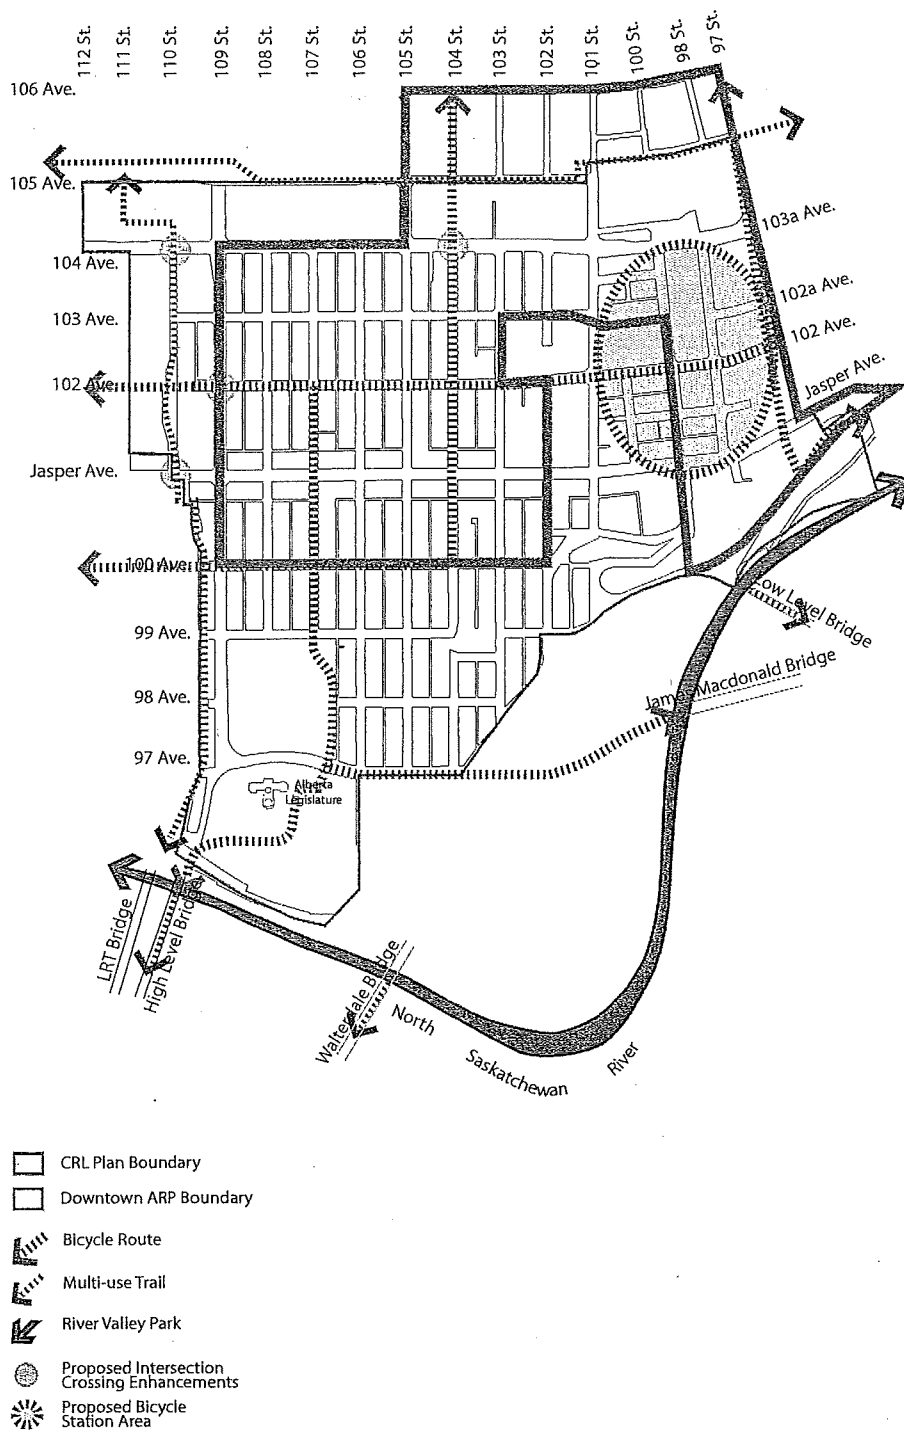 112 St.
111 St.
110 St.
109 St.
108 St.
107 St.
106 St.
105 St.
104 St.
103 St.
102 St.
101 St.
100 St.
98 St.
97 St.
106 Ave.
105 Ave.
104 Ave.
103 Ave.
102 Ave.
Jasper Ave.
100 Ave.
99 Ave.
98 Ave.
97 Ave.
103a Ave.
102a Ave.
102 Ave.
Jasper Ave.
Low Level Bridge
James Macdonald Bridge
Alberta
Legislature
LRT Bridge
High Level Bridge
Walterdale Bridge
North
Saskatchewan
River
CRL Plan Boundary
Downtown ARP Boundary
Bicycle Route
Multi-use Trail
River Valley Park
Proposed Intersection
Crossing Enhancements
Proposed Bicycle
Station Area